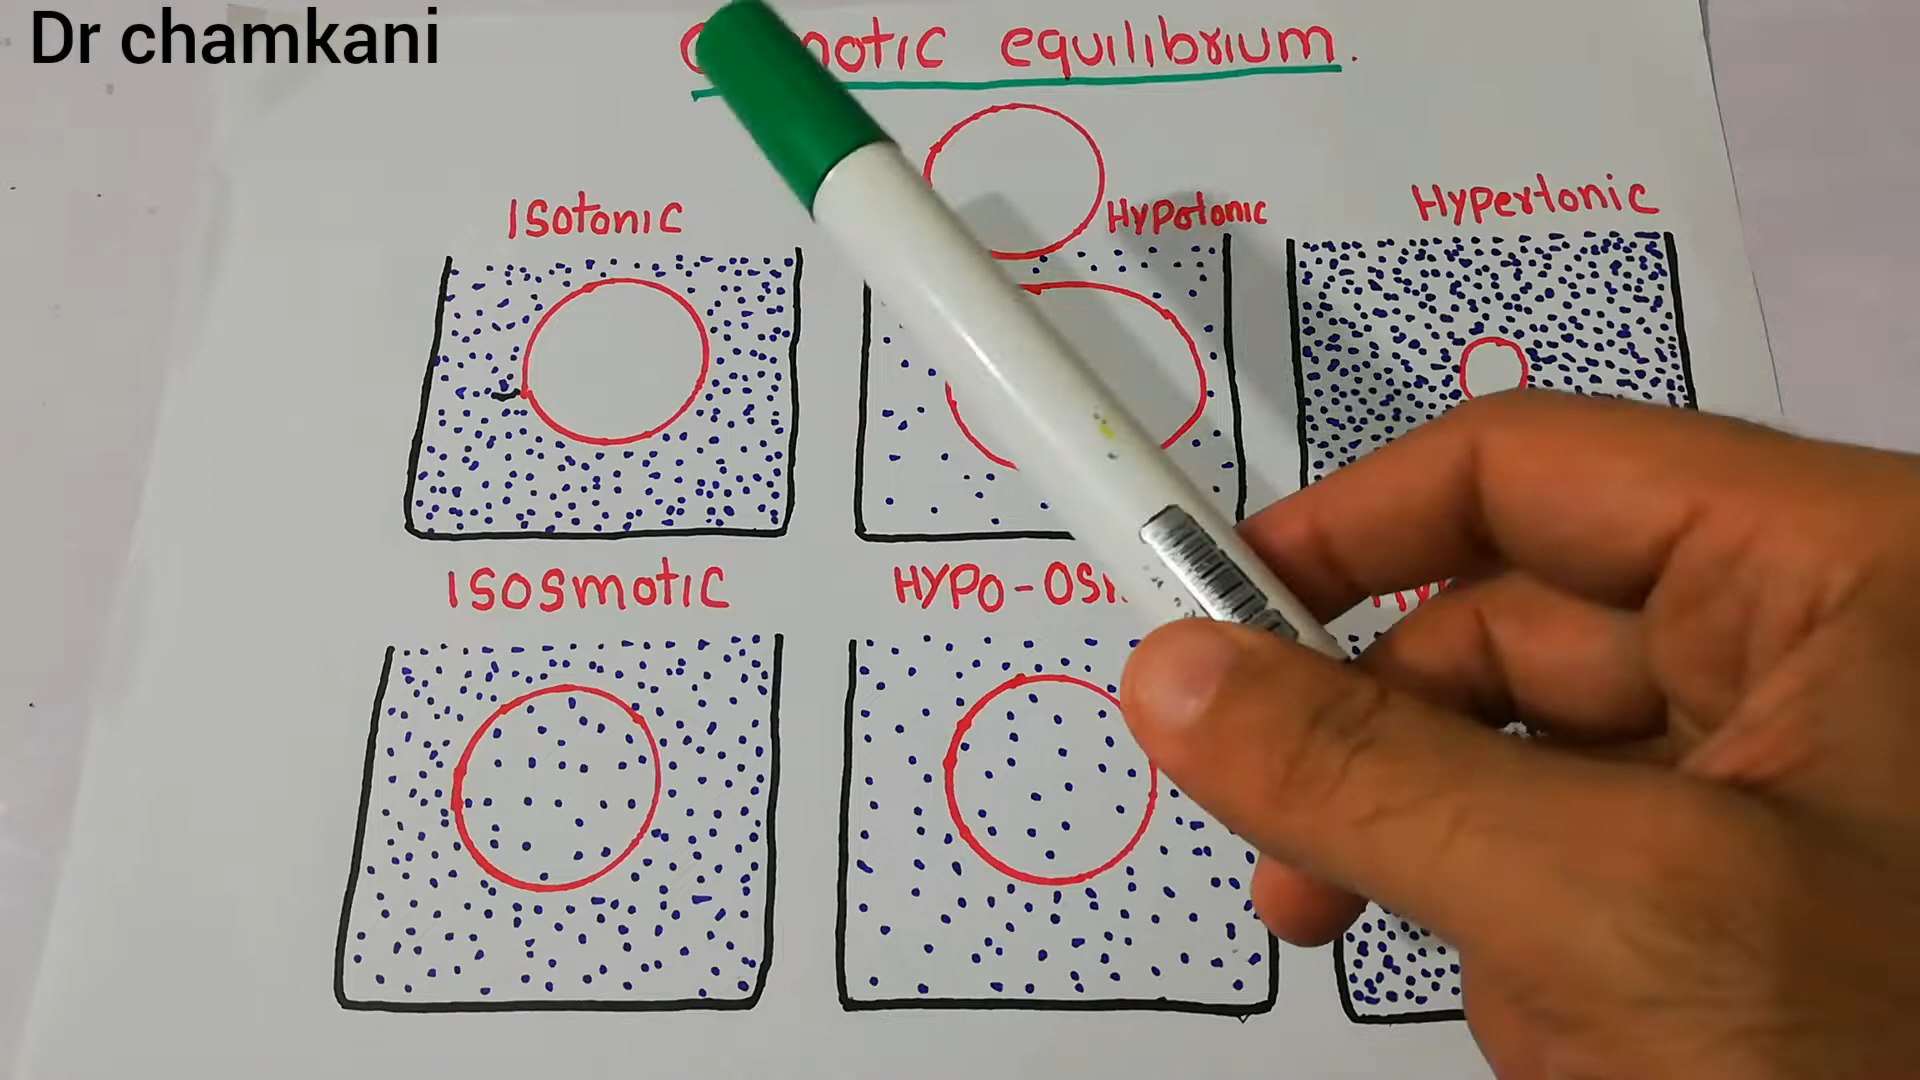 Dr chamkani
equilibrium.
Isotonic
Hypotonic
Hypertonic
ISOSMOTIC
HYPO-OS